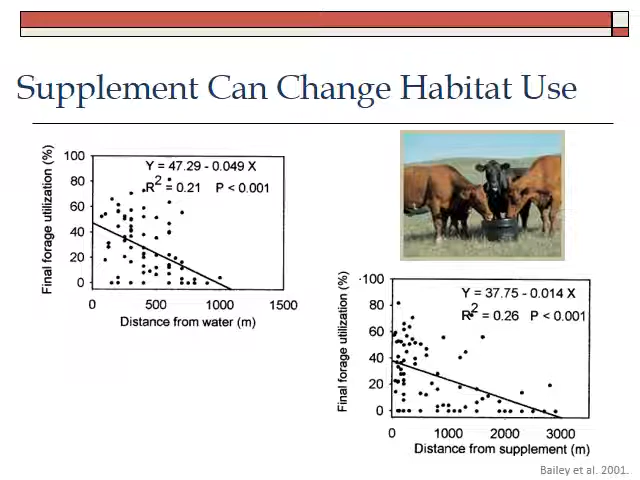 Supplement Can Change Habitat Use
Final forage utilization (%)
100
80
60
40
20
0
Y = 47.29 - 0.049 X
R2 = 0.21 P < 0.001
0 500 1000 1500
Distance from water (m)
Final forage utilization (%)
100
80
60
40
20
0
Y = 37.75 - 0.014 X
R2 = 0.26 P < 0.001
0 1000 2000 3000
Distance from supplement (m)
Bailey et al. 2001.